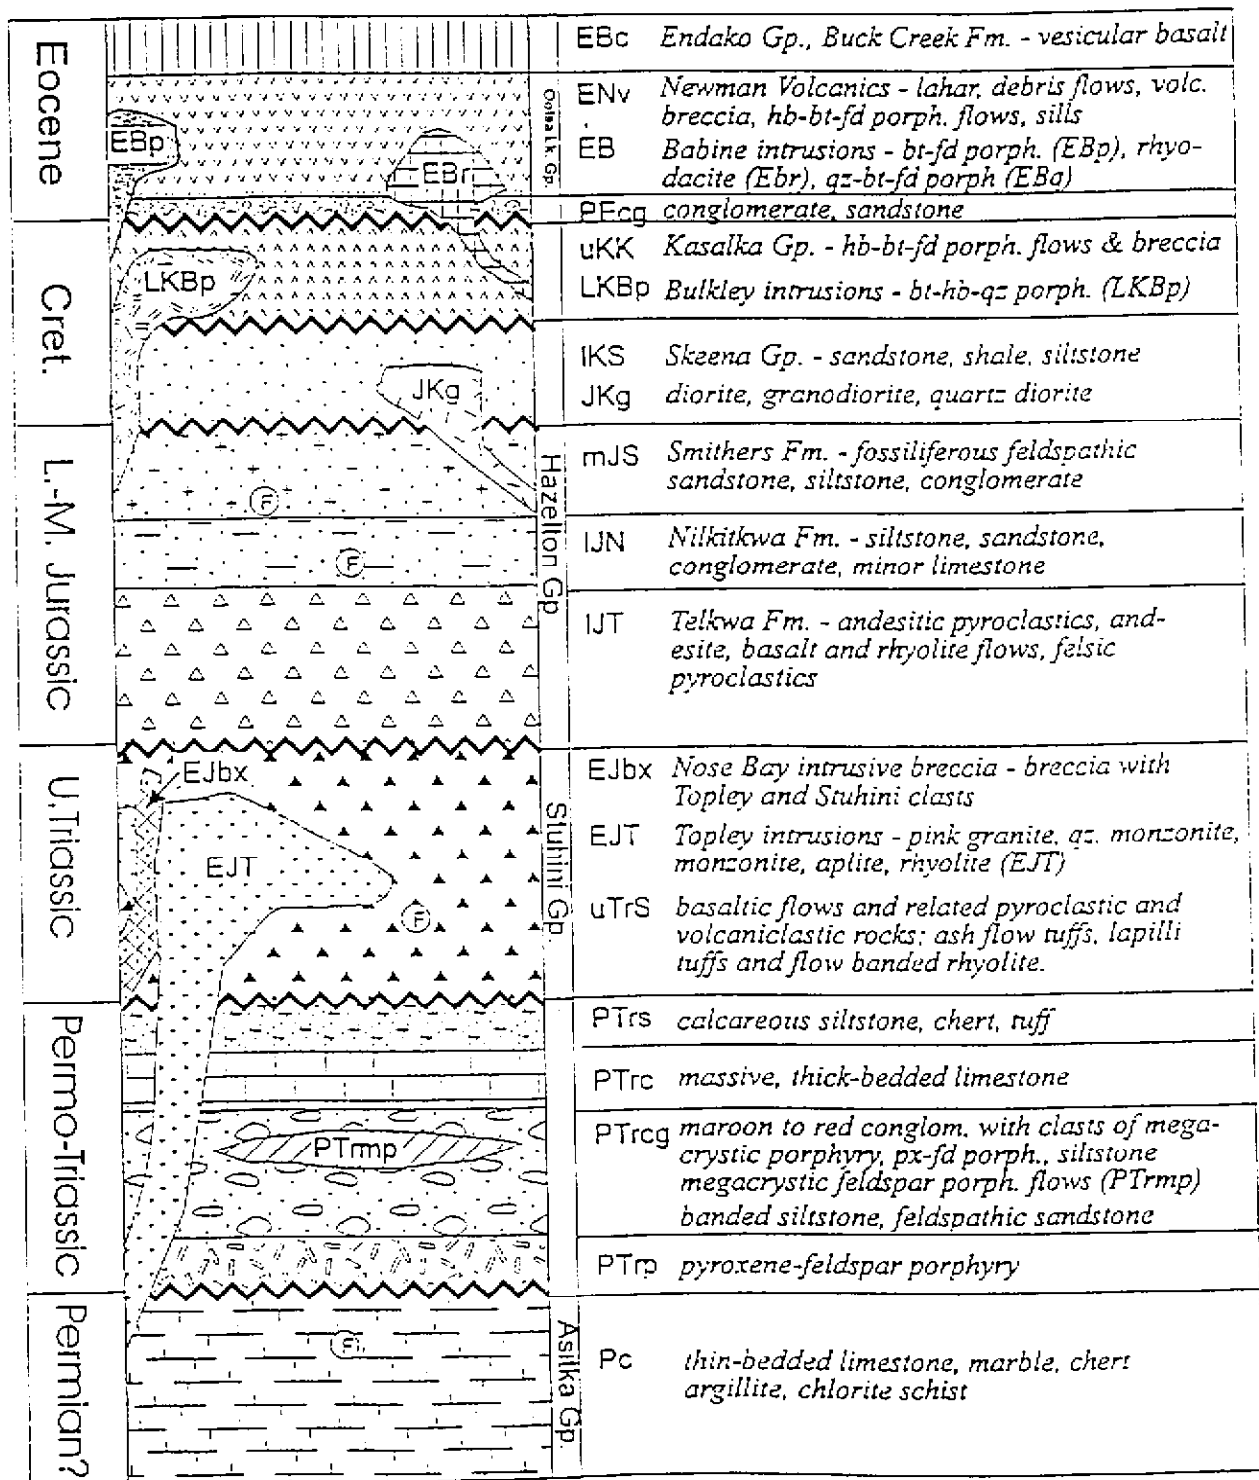 Eocene
Cret.
L.-M. Jurassic
U. Triassic
Permo-Triassic
Permian?
EBp
EBr
LKBp
JKg
F
F
EJbx
EJT
F
PTrmp
F
Gp.
Hazelton Gp
Stuhini Gp.
Asitka Gp.
EBc Endako Gp., Buck Creek Fm. - vesicular basalt
ENv Newman Volcanics - lahar, debris flows, volc.
breccia, hb-bt-fd porph. flows, sills
EB Babine intrusions - bt-fd porph. (EBp), rhyo-
dacite (Ebr), qz-bt-fd porph (EBq)
PEcg conglomerate, sandstone
uKK Kasalka Gp. - hb-bt-fd porph. flows & breccia
LKBp Bulkley intrusions - bt-hb-qz porph. (LKBp)
lKS Skeena Gp. - sandstone, shale, siltstone
JKg diorite, granodiorite, quartz diorite
mJS Smithers Fm. - fossiliferous feldspathic
sandstone, siltstone, conglomerate
lJN Nilkitkwa Fm. - siltstone, sandstone,
conglomerate, minor limestone
lJT Telkwa Fm. - andesitic pyroclastics, and-
esite, basalt and rhyolite flows, felsic
pyroclastics
EJbx Nose Bay intrusive breccia - breccia with
Topley and Stuhini clasts
EJT Topley intrusions - pink granite, qz. monzonite,
monzonite, aplite, rhyolite (EJT)
uTrS basaltic flows and related pyroclastic and
volcaniclastic rocks; ash flow tuffs, lapilli
tuffs and flow banded rhyolite.
PTrs calcareous siltstone, chert, tuff
PTrc massive, thick-bedded limestone
PTrcg maroon to red conglom. with clasts of mega-
crystic porphyry, px-fd porph., siltstone
megacrystic feldspar porph. flows (PTrmp)
banded siltstone, feldspathic sandstone
PTrp pyroxene-feldspar porphyry
Pc thin-bedded limestone, marble, chert
argillite, chlorite schist